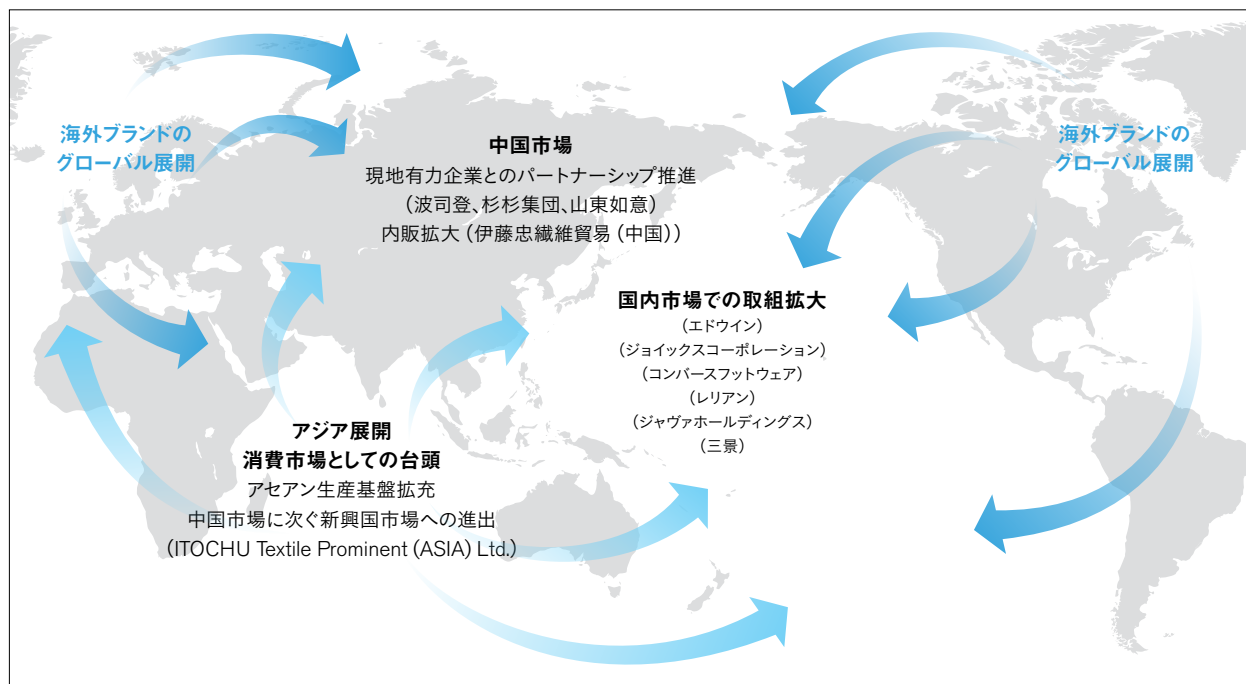 海外ブランドの
グローバル展開
中国市場
現地有力企業とのパートナーシップ推進
（波司登、杉杉集団、山東如意）
内販拡大（伊藤忠繊維貿易（中国））
海外ブランドの
グローバル展開
国内市場での取組拡大
（エドウイン）
（ジョイックスコーポレーション）
（コンバースフットウェア）
（レリアン）
（ジャヴァホールディングス）
（三景）
アジア展開
消費市場としての台頭
アセアン生産基盤拡充
中国市場に次ぐ新興国市場への進出
（ITOCHU Textile Prominent (ASIA) Ltd.）